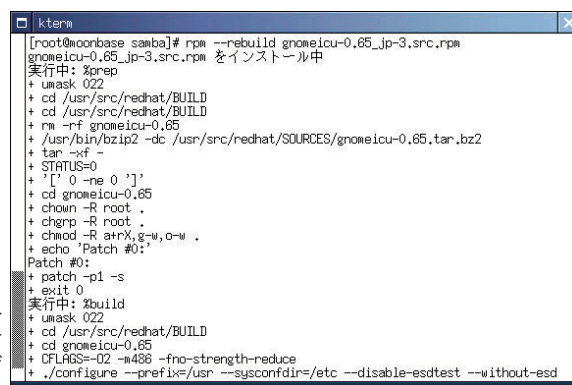 kterm
[root@moonbase samba]# rpm --rebuild gnomeicu-0.65_jp-3.src.rpm
gnomeicu-0.65_jp-3.src.rpm をインストール中
実行中: %prep
+ umask 022
+ cd /usr/src/redhat/BUILD
+ cd /usr/src/redhat/BUILD
+ rm -rf gnomeicu-0.65
+ /usr/bin/bzip2 -dc /usr/src/redhat/SOURCES/gnomeicu-0.65.tar.bz2
+ tar -xf -
+ STATUS=0
+ '[' 0 -ne 0 ']'
+ cd gnomeicu-0.65
+ chown -R root .
+ chgrp -R root .
+ chmod -R a+rX,g-w,o-w .
+ echo 'Patch #0:'
Patch #0:
+ patch -p1 -s
+ exit 0
実行中: %build
+ umask 022
+ cd /usr/src/redhat/BUILD
+ cd gnomeicu-0.65
+ CFLAGS=-O2 -m486 -fno-strength-reduce
+ ./configure --prefix=/usr --sysconfdir=/etc --disable-esdtest --without-esd